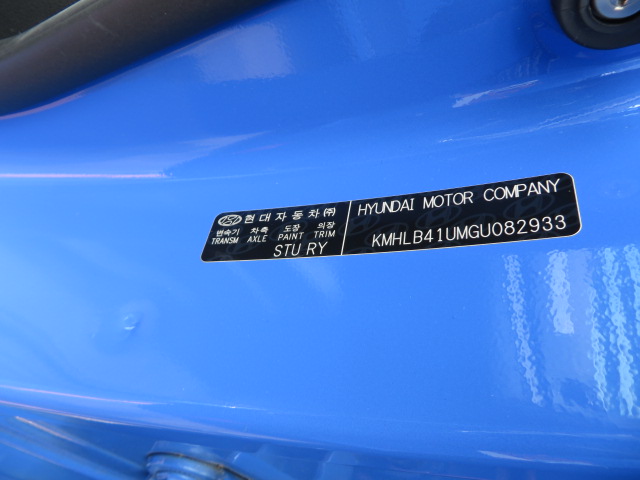 현대자동차㈜
변속기 차축 도장 의장
TRANSM AXLE PAINT TRIM
STU RY
HYUNDAI MOTOR COMPANY
KMHLB41UMGU082933